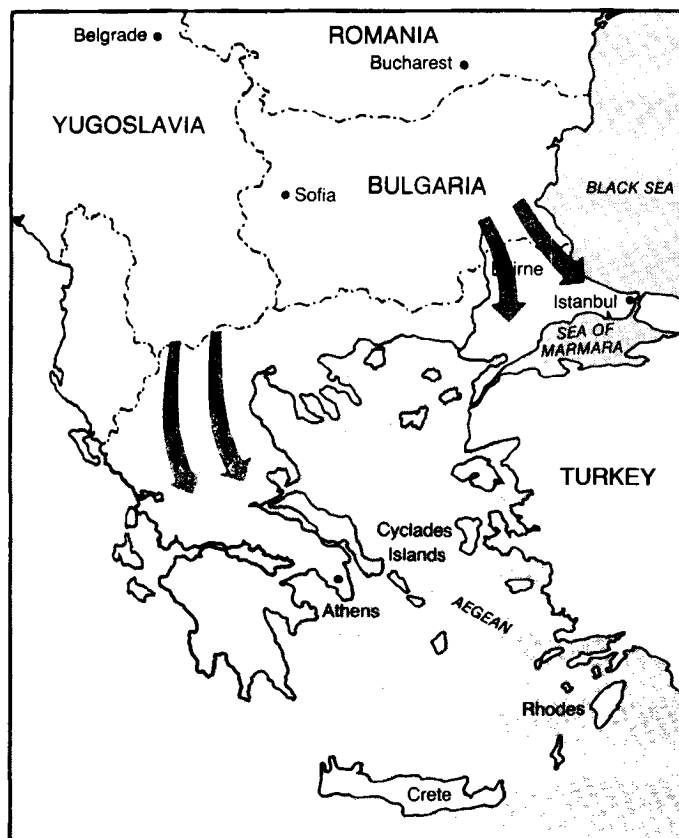 Belgrade
ROMANIA
Bucharest
YUGOSLAVIA
Sofia
BULGARIA
BLACK SEA
Istanbul
SEA OF
MARMARA
TURKEY
Cyclades
Islands
Athens
AEGEAN
Rhodes
Crete